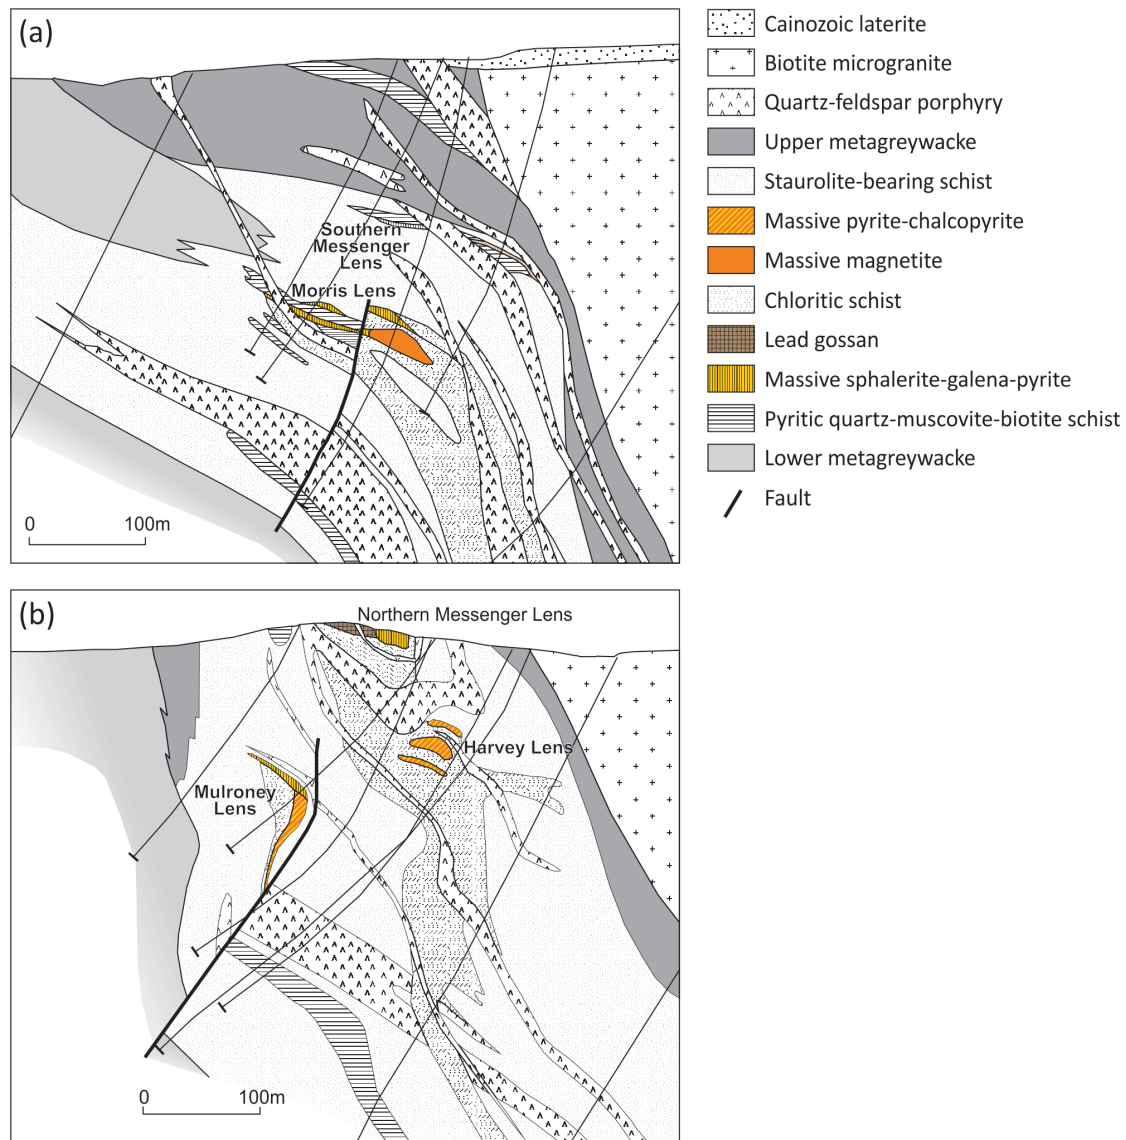 (a)
Southern
Messenger
Lens
Morris Lens
0 100m
Cainozoic laterite
Biotite microgranite
Quartz-feldspar porphyry
Upper metagreywacke
Staurolite-bearing schist
Massive pyrite-chalcopyrite
Massive magnetite
Chloritic schist
Lead gossan
Massive sphalerite-galena-pyrite
Pyritic quartz-muscovite-biotite schist
Lower metagreywacke
Fault
(b)
Northern Messenger Lens
Harvey Lens
Mulroney
Lens
0 100m